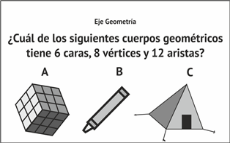 Eje Geometría
¿Cuál de los siguientes cuerpos geométricos
tiene 6 caras, 8 vértices y 12 aristas?
A B C